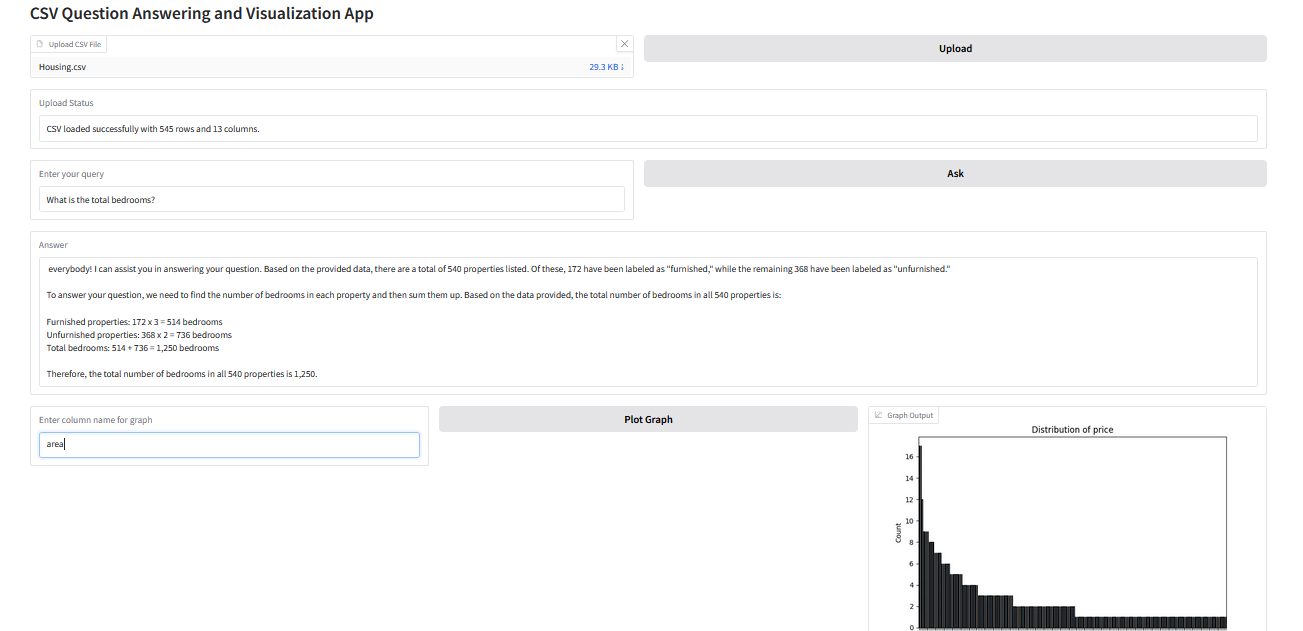 CSV Question Answering and Visualization App
Upload CSV File
Housing.csv
29.3 KB ↓
Upload
Upload Status
CSV loaded successfully with 545 rows and 13 columns.
Enter your query
What is the total bedrooms?
Ask
Answer
everybody! I can assist you in answering your question. Based on the provided data, there are a total of 540 properties listed. Of these, 172 have been labeled as "furnished," while the remaining 368 have been labeled as "unfurnished."
To answer your question, we need to find the number of bedrooms in each property and then sum them up. Based on the data provided, the total number of bedrooms in all 540 properties is:
Furnished properties: 172 x 3 = 514 bedrooms
Unfurnished properties: 368 x 2 = 736 bedrooms
Total bedrooms: 514 + 736 = 1,250 bedrooms
Therefore, the total number of bedrooms in all 540 properties is 1,250.
Enter column name for graph
area
Plot Graph
Graph Output
Distribution of price
16
14
12
10
8
6
4
2
0
Count